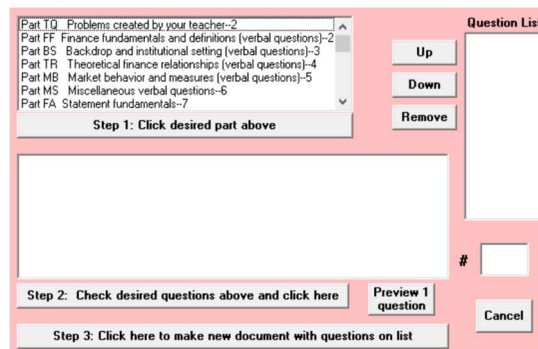 Part TQ Problems created by your teacher--2
Part FF Finance fundamentals and definitions (verbal questions)--2
Part BS Backdrop and institutional setting (verbal questions)--3
Part TR Theoretical finance relationships (verbal questions)--4
Part MB Market behavior and measures (verbal questions)--5
Part MS Miscellaneous verbal questions--6
Part FA Statement fundamentals--7
Step 1: Click desired part above
Question Lis
Up
Down
Remove
#
Step 2: Check desired questions above and click here
Preview 1
question
Cancel
Step 3: Click here to make new document with questions on list